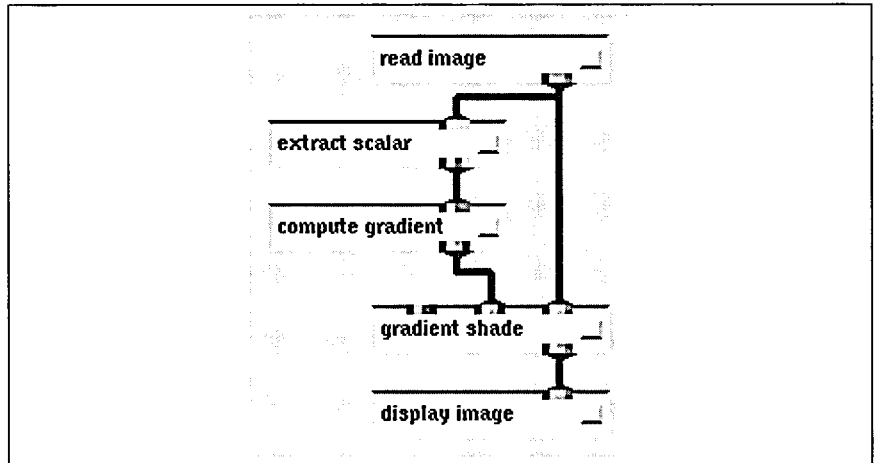 read image
extract scalar
compute gradient
gradient shade
display image